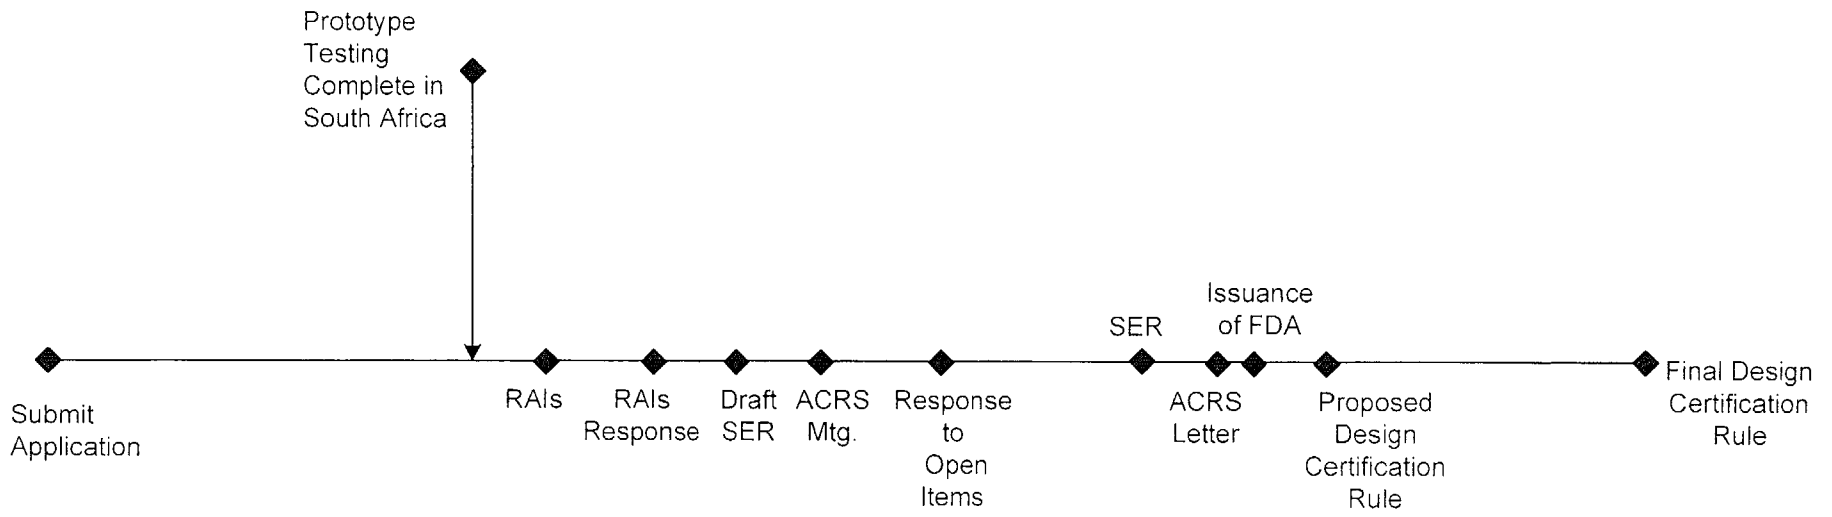 Prototype
Testing
Complete in
South Africa
Submit
Application
RAIs
RAIs
Response
Draft
SER
ACRS
Mtg.
Response
to
Open
Items
SER
ACRS
Letter
Issuance
of FDA
Proposed
Design
Certification
Rule
Final Design
Certification
Rule